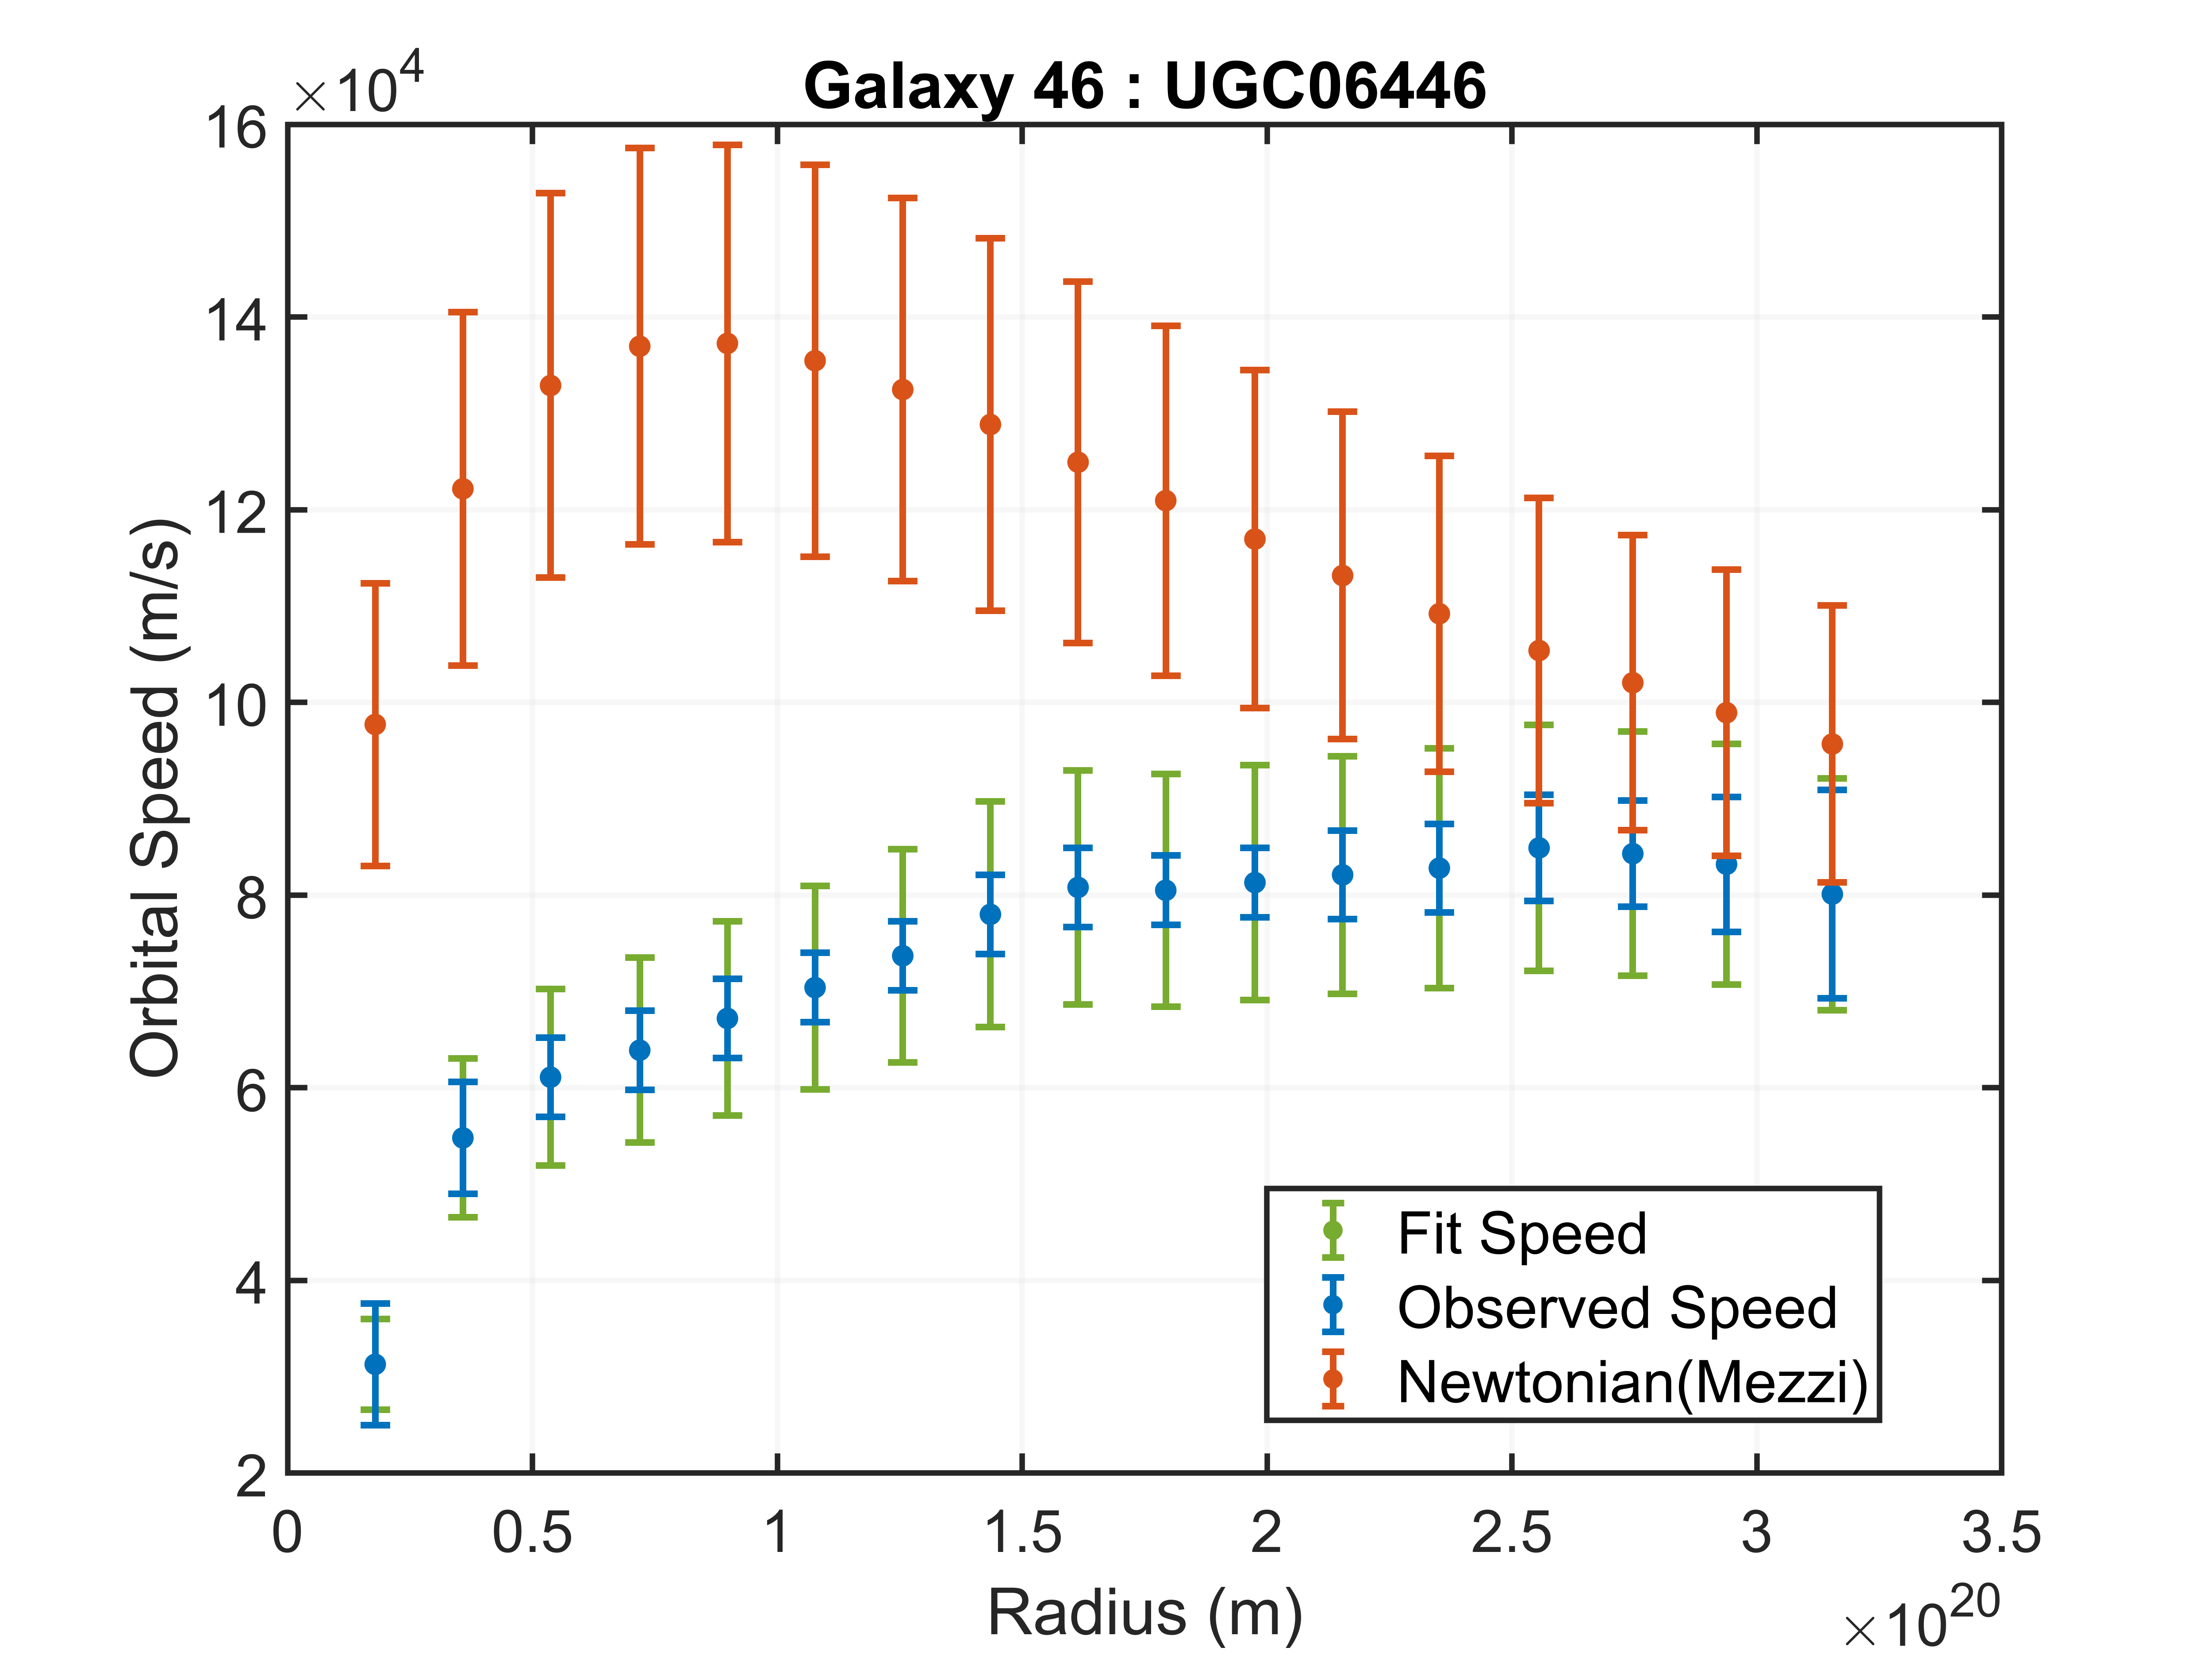 Galaxy 46 : UGC06446
×10⁴
16
14
12
10
8
6
4
2
Orbital Speed (m/s)
Fit Speed
Observed Speed
Newtonian(Mezzi)
0 0.5 1 1.5 2 2.5 3 3.5
Radius (m)
×10²⁰